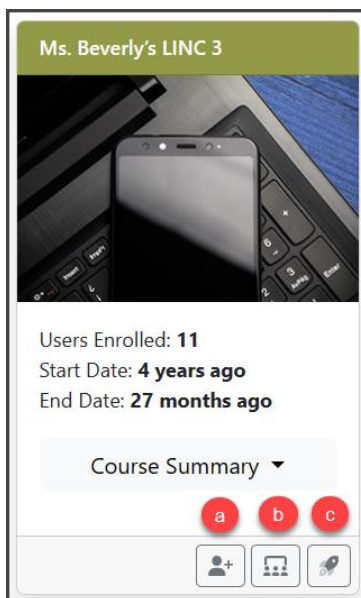 Ms. Beverly's LINC 3
Users Enrolled: 11
Start Date: 4 years ago
End Date: 27 months ago
Course Summary
a b c